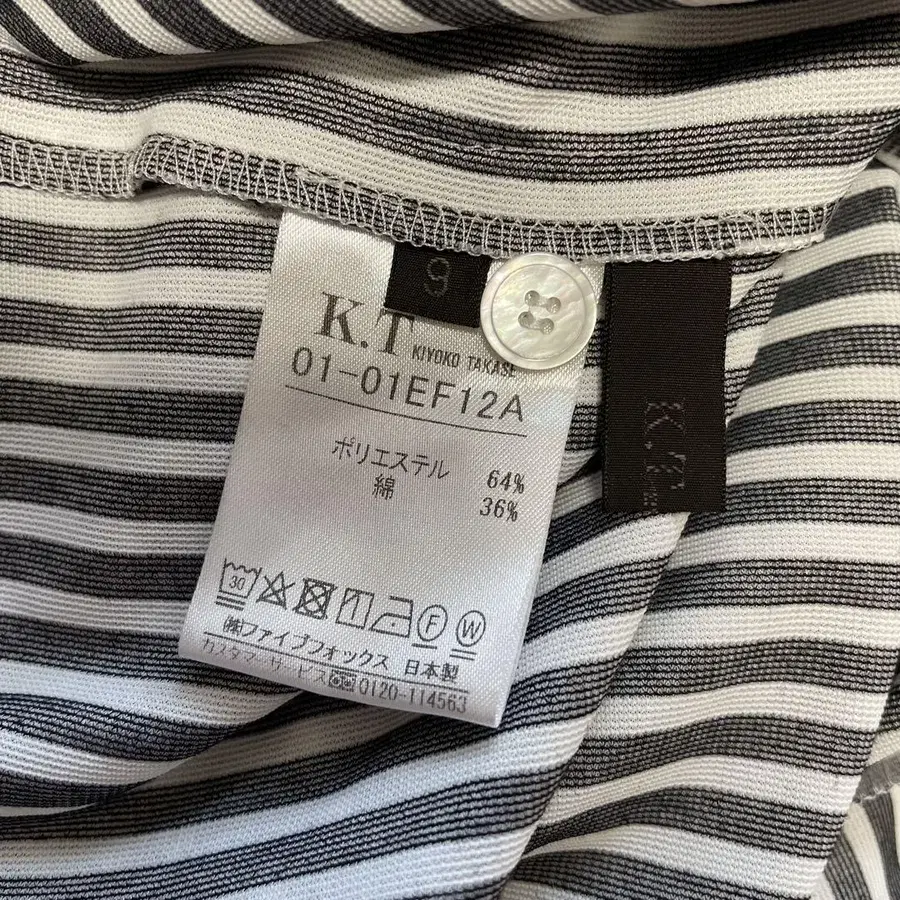 9
K.T KIYOKO TAKASE
01-01EF12A
ポリエステル 64%
綿 36%
30
F
W
㈱ファイブフォックス 日本製
カスタマーサービス 0120-114563
K.T